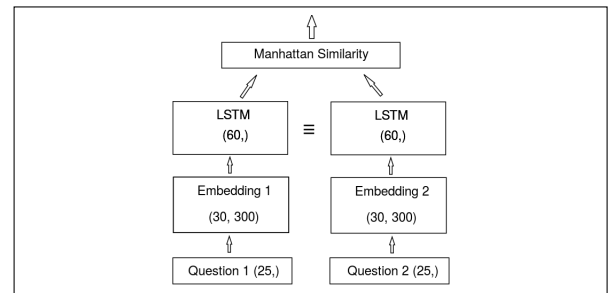 Manhattan Similarity
LSTM
(60,)
≡
LSTM
(60,)
Embedding 1
(30, 300)
Embedding 2
(30, 300)
Question 1 (25,)
Question 2 (25,)